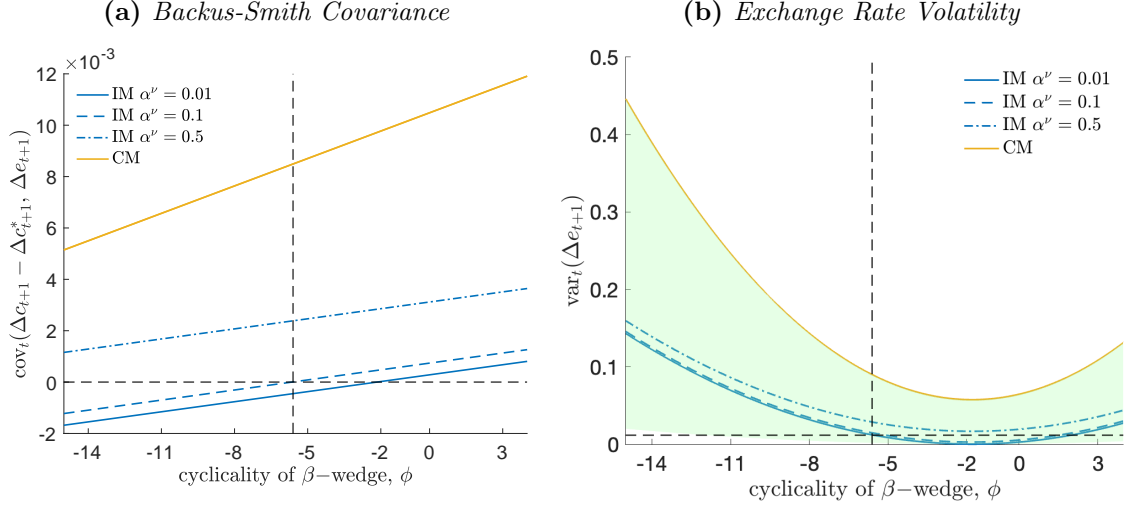 (a) Backus-Smith Covariance
×10⁻³
12
10
8
6
4
2
0
-2
-14
-11
-8
-5
-2
0
3
cov_t(Δc_{t+1} − Δc*_{t+1}, Δe_{t+1})
cyclicality of β−wedge, ϕ
IM α^ν = 0.01
IM α^ν = 0.1
IM α^ν = 0.5
CM
(b) Exchange Rate Volatility
0.5
0.4
0.3
0.2
0.1
0
-14
-11
-8
-5
-2
0
3
var_t(Δe_{t+1})
cyclicality of β−wedge, ϕ
IM α^ν = 0.01
IM α^ν = 0.1
IM α^ν = 0.5
CM